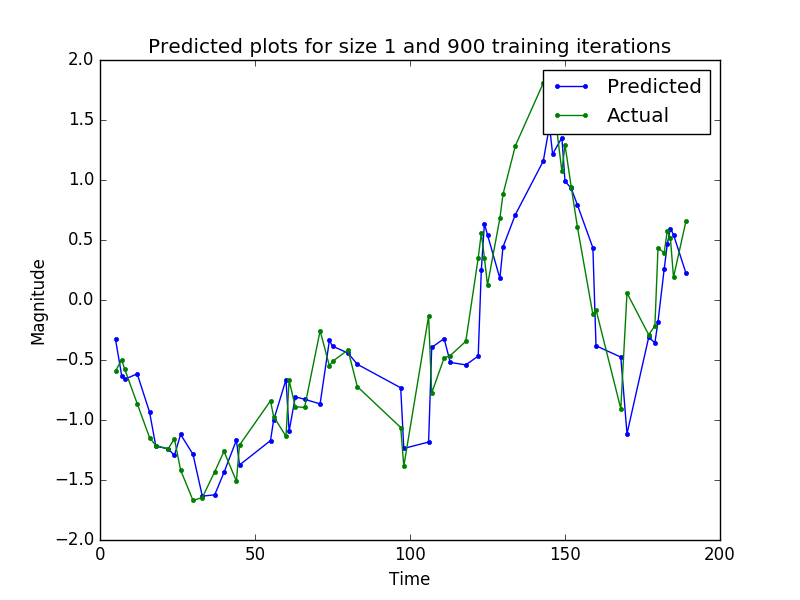 Predicted plots for size 1 and 900 training iterations
2.0
Predicted
Actual
1.5
1.0
0.5
0.0
−0.5
−1.0
−1.5
−2.0
Magnitude
0 50 100 150 200
Time